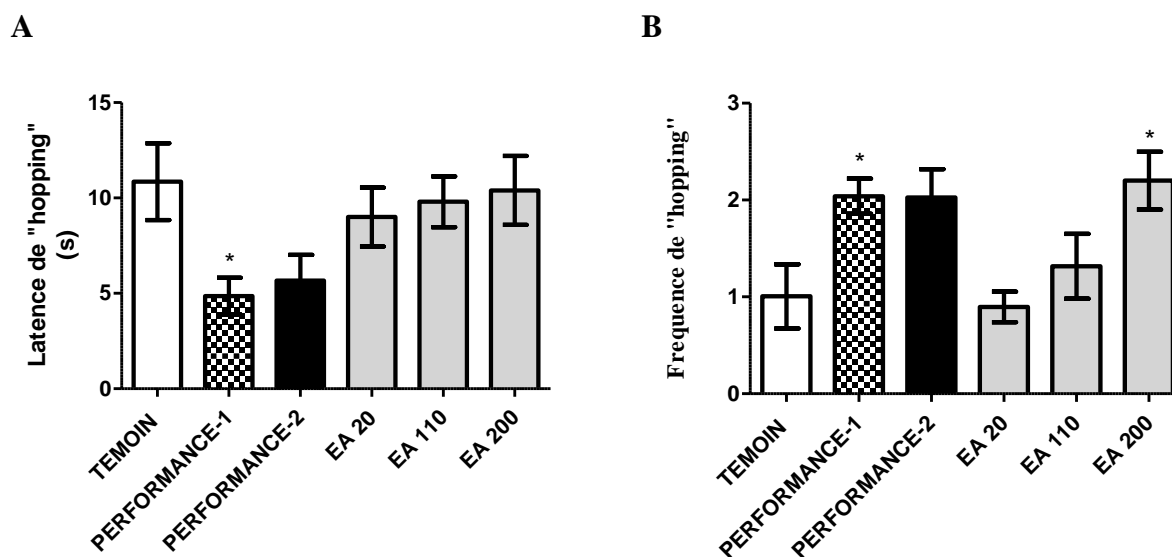 A
Latence de "hopping"
(s)
15
10
5
0
*
TEMOIN
PERFORMANCE-1
PERFORMANCE-2
EA 20
EA 110
EA 200
B
Frequence de "hopping"
3
2
1
0
*
*
TEMOIN
PERFORMANCE-1
PERFORMANCE-2
EA 20
EA 110
EA 200